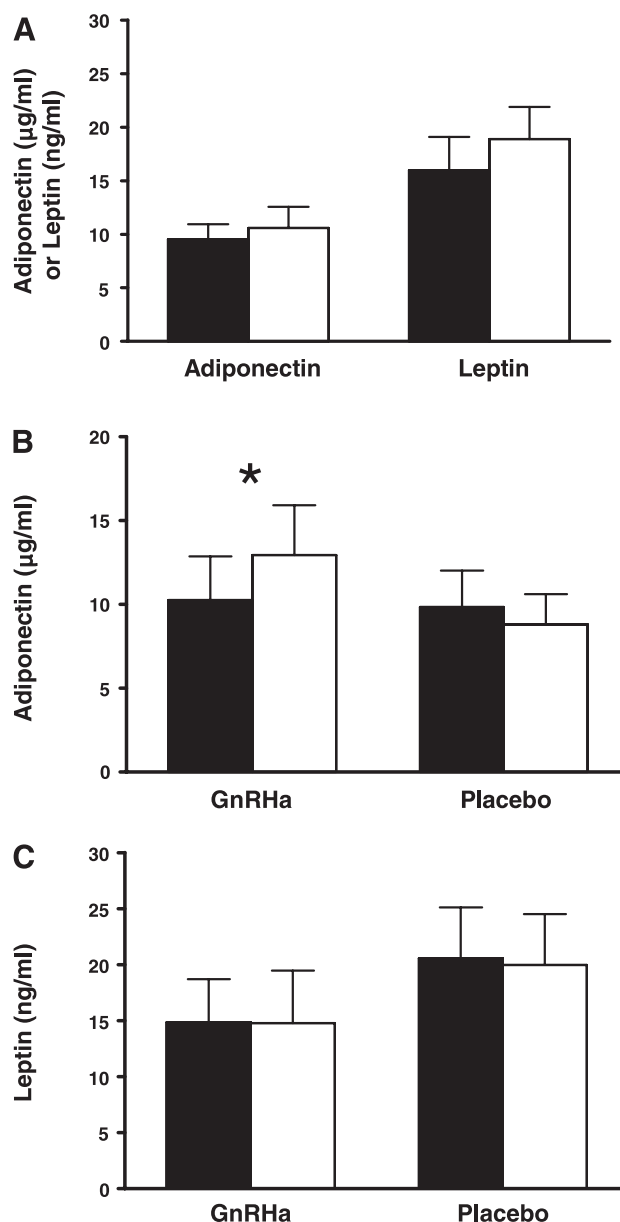 A
Adiponectin (µg/ml)
or Leptin (ng/ml)
30
25
20
15
10
5
0
Adiponectin Leptin
B
Adiponectin (µg/ml)
20
15
10
5
0
*
GnRHa Placebo
C
Leptin (ng/ml)
30
25
20
15
10
5
0
GnRHa Placebo